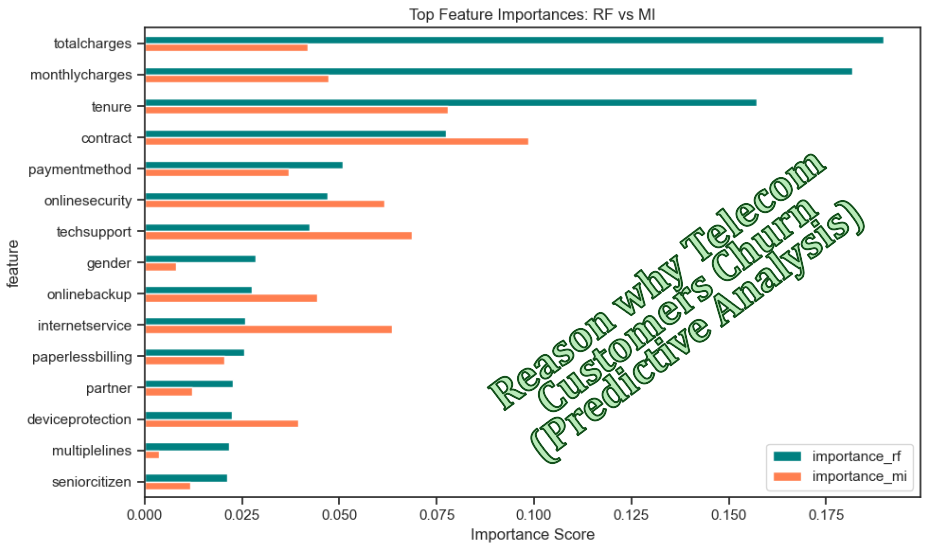 Top Feature Importances: RF vs MI
feature
totalcharges
monthlycharges
tenure
contract
paymentmethod
onlinesecurity
techsupport
gender
onlinebackup
internetservice
paperlessbilling
partner
deviceprotection
multiplelines
seniorcitizen
Reason why Telecom
Customers Churn
(Predictive Analysis)
importance_rf
importance_mi
0.000 0.025 0.050 0.075 0.100 0.125 0.150 0.175
Importance Score